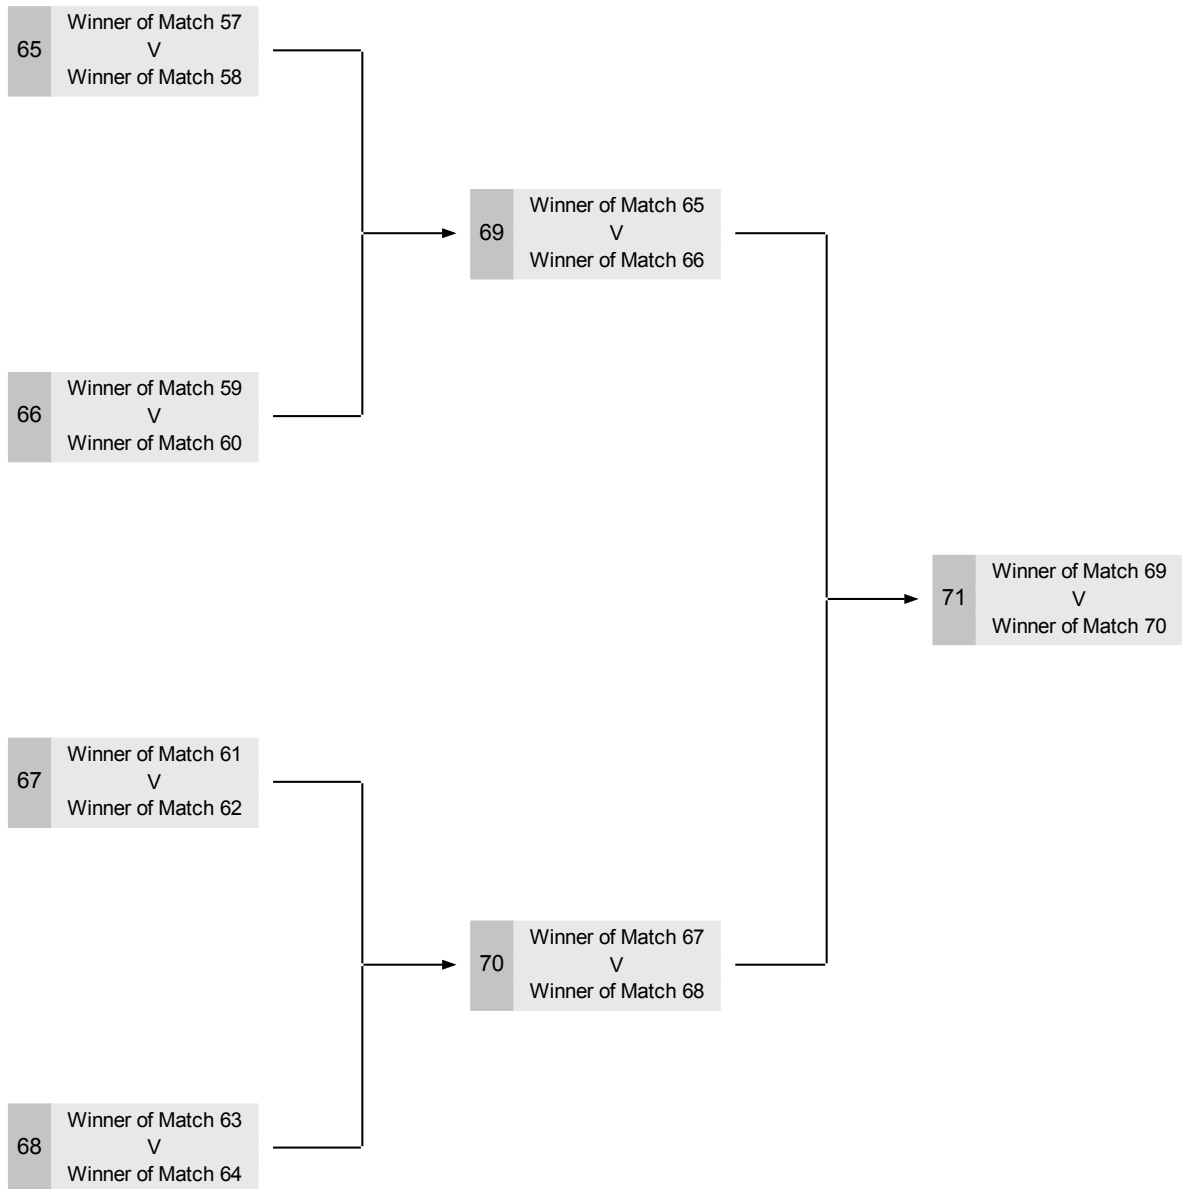 65
Winner of Match 57
V
Winner of Match 58
66
Winner of Match 59
V
Winner of Match 60
67
Winner of Match 61
V
Winner of Match 62
68
Winner of Match 63
V
Winner of Match 64
69
Winner of Match 65
V
Winner of Match 66
70
Winner of Match 67
V
Winner of Match 68
71
Winner of Match 69
V
Winner of Match 70